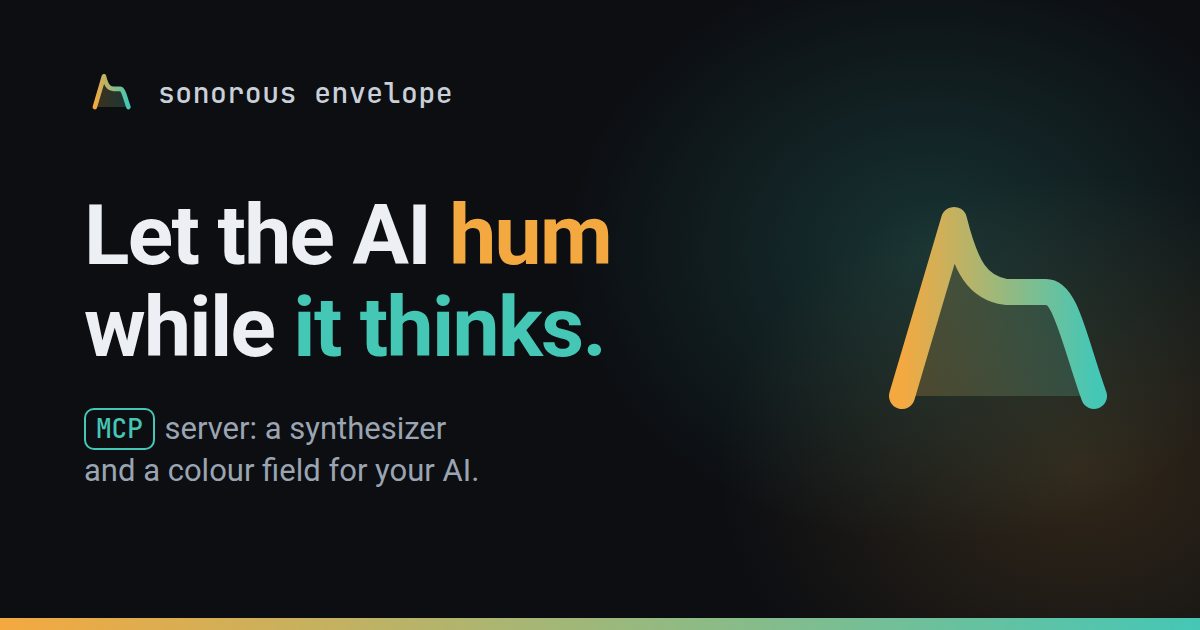 sonorous envelope
Let the AI hum
while it thinks.
MCP server: a synthesizer
and a colour field for your AI.